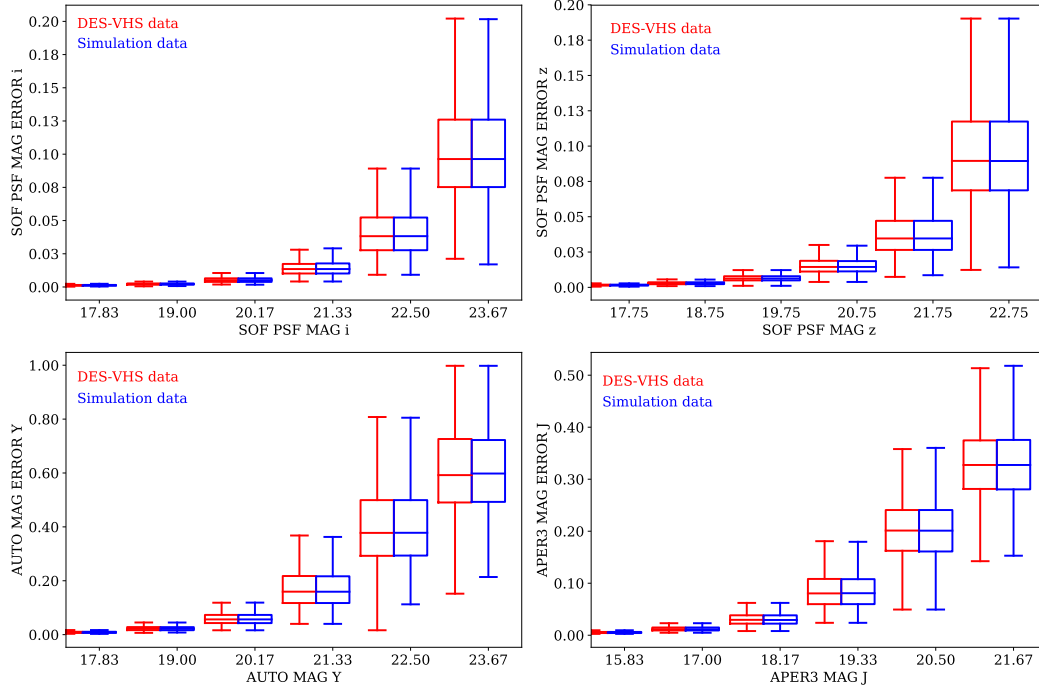 DES-VHS data
Simulation data
SOF PSF MAG ERROR i
0.20
0.18
0.15
0.13
0.10
0.08
0.05
0.03
0.00
17.83 19.00 20.17 21.33 22.50 23.67
SOF PSF MAG i
DES-VHS data
Simulation data
SOF PSF MAG ERROR z
0.20
0.18
0.15
0.13
0.10
0.08
0.05
0.03
0.00
17.75 18.75 19.75 20.75 21.75 22.75
SOF PSF MAG z
DES-VHS data
Simulation data
AUTO MAG ERROR Y
1.00
0.80
0.60
0.40
0.20
0.00
17.83 19.00 20.17 21.33 22.50 23.67
AUTO MAG Y
DES-VHS data
Simulation data
APER3 MAG ERROR J
0.50
0.40
0.30
0.20
0.10
0.00
15.83 17.00 18.17 19.33 20.50 21.67
APER3 MAG J